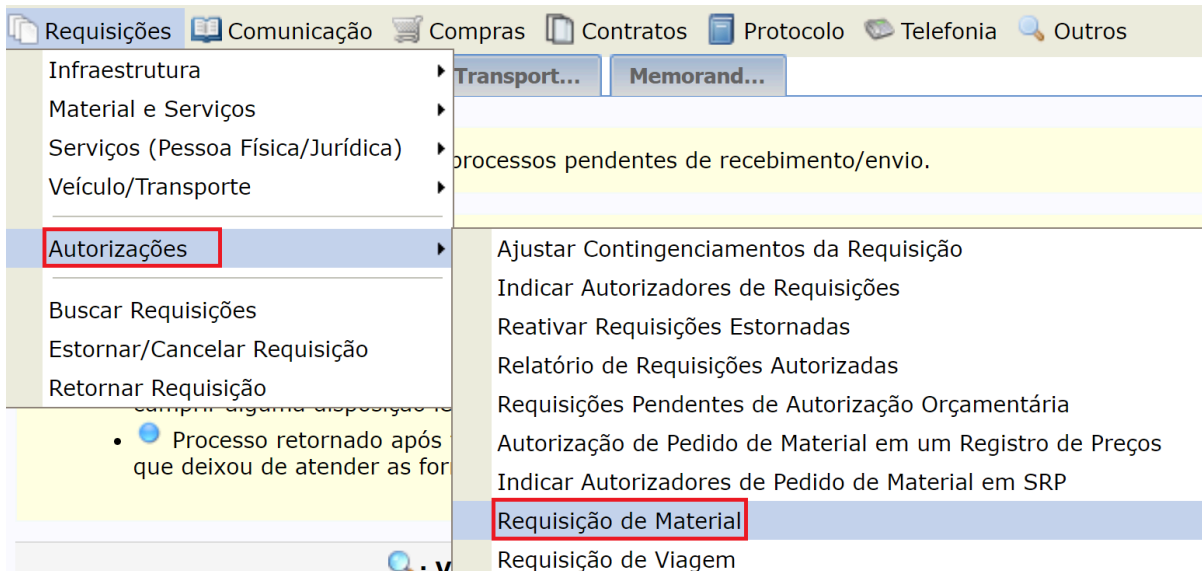 Requisições Comunicação Compras Contratos Protocolo Telefonia Outros
Infraestrutura
Material e Serviços
Serviços (Pessoa Física/Jurídica)
Veículo/Transporte
Autorizações
Buscar Requisições
Estornar/Cancelar Requisição
Retornar Requisição
Transport... Memorand...
processos pendentes de recebimento/envio.
Ajustar Contingenciamentos da Requisição
Indicar Autorizadores de Requisições
Reativar Requisições Estornadas
Relatório de Requisições Autorizadas
Requisições Pendentes de Autorização Orçamentária
Autorização de Pedido de Material em um Registro de Preços
Indicar Autorizadores de Pedido de Material em SRP
Requisição de Material
Requisição de Viagem
cumprir alguma disposição
Processo retornado após
que deixou de atender as